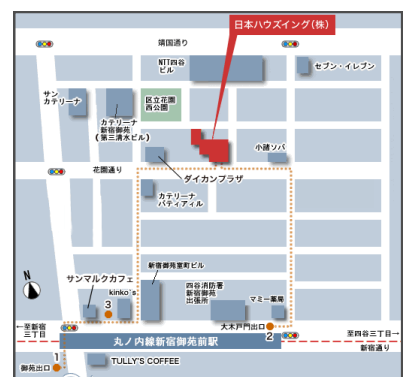 日本ハウズイング(株)
靖国通り
NTT四谷
ビル
セブン・イレブン
サン
カテリーナ
カテリーナ
新宿御苑
(第三清水ビル)
区立花園
西公園
小諸ソバ
花園通り
ダイカンプラザ
カテリーナ
パティアィル
N
新宿御苑室町ビル
サンマルクカフェ
kinko's
3
四谷消防署
新宿御苑
出張所
マミー薬局
←至新宿
三丁目
大木戸門出口
2
至四谷三丁目→
丸ノ内線新宿御苑前駅
新宿通り
1
御苑出口
TULLY'S COFFEE